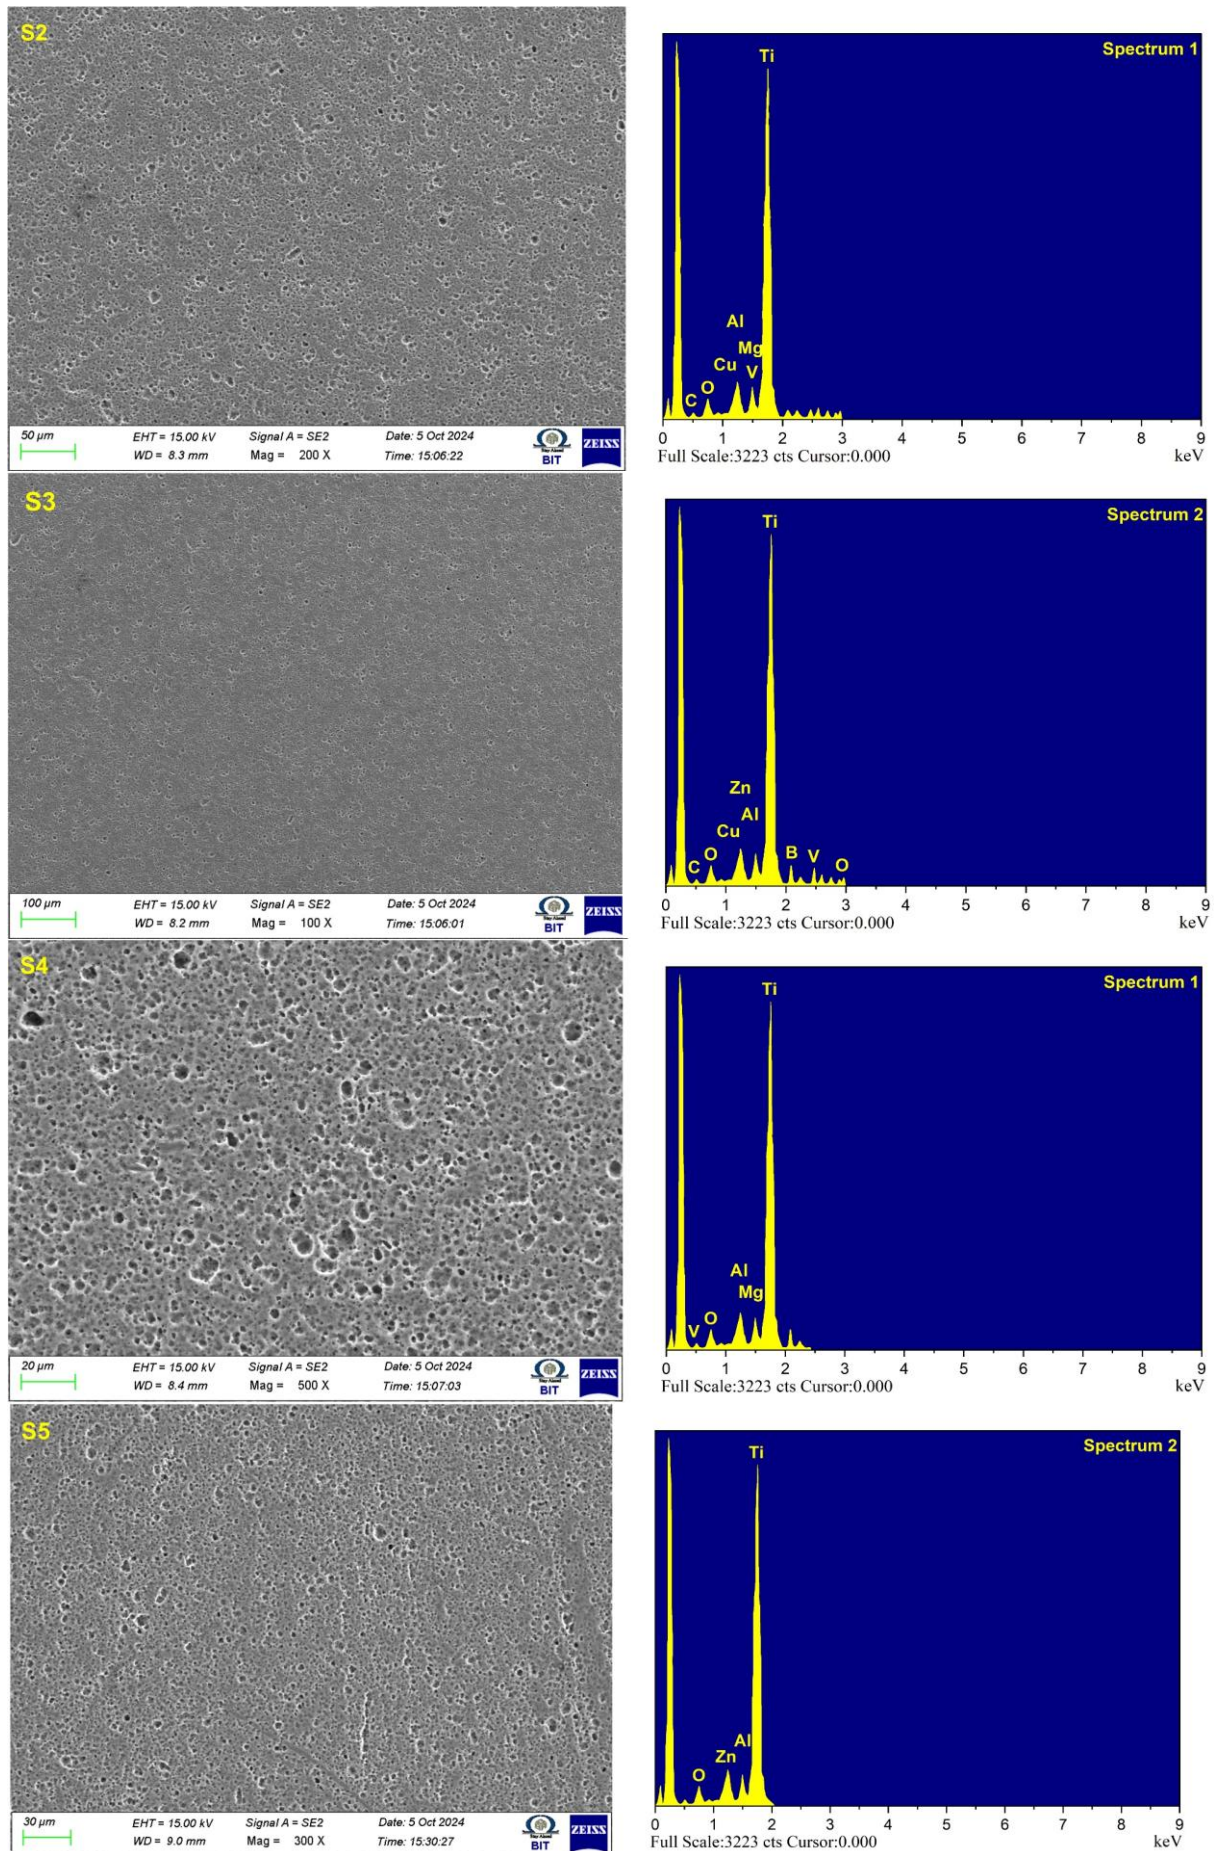 S2
50 µm
EHT = 15.00 kV Signal A = SE2 Date: 5 Oct 2024
WD = 8.3 mm Mag = 200 X Time: 15:06:22
BIT
ZEISS
Spectrum 1
Ti
Al
Mg
Cu V
C O
0 1 2 3 4 5 6 7 8 9
Full Scale:3223 cts Cursor:0.000 keV
S3
100 µm
EHT = 15.00 kV Signal A = SE2 Date: 5 Oct 2024
WD = 8.2 mm Mag = 100 X Time: 15:06:01
BIT
ZEISS
Spectrum 2
Ti
Zn
Al
Cu
C O B V O
0 1 2 3 4 5 6 7 8 9
Full Scale:3223 cts Cursor:0.000 keV
S4
20 µm
EHT = 15.00 kV Signal A = SE2 Date: 5 Oct 2024
WD = 8.4 mm Mag = 500 X Time: 15:07:03
BIT
ZEISS
Spectrum 1
Ti
Al
Mg
V O
0 1 2 3 4 5 6 7 8 9
Full Scale:3223 cts Cursor:0.000 keV
S5
30 µm
EHT = 15.00 kV Signal A = SE2 Date: 5 Oct 2024
WD = 9.0 mm Mag = 300 X Time: 15:30:27
BIT
ZEISS
Spectrum 2
Ti
Al
Zn
O
0 1 2 3 4 5 6 7 8 9
Full Scale:3223 cts Cursor:0.000 keV